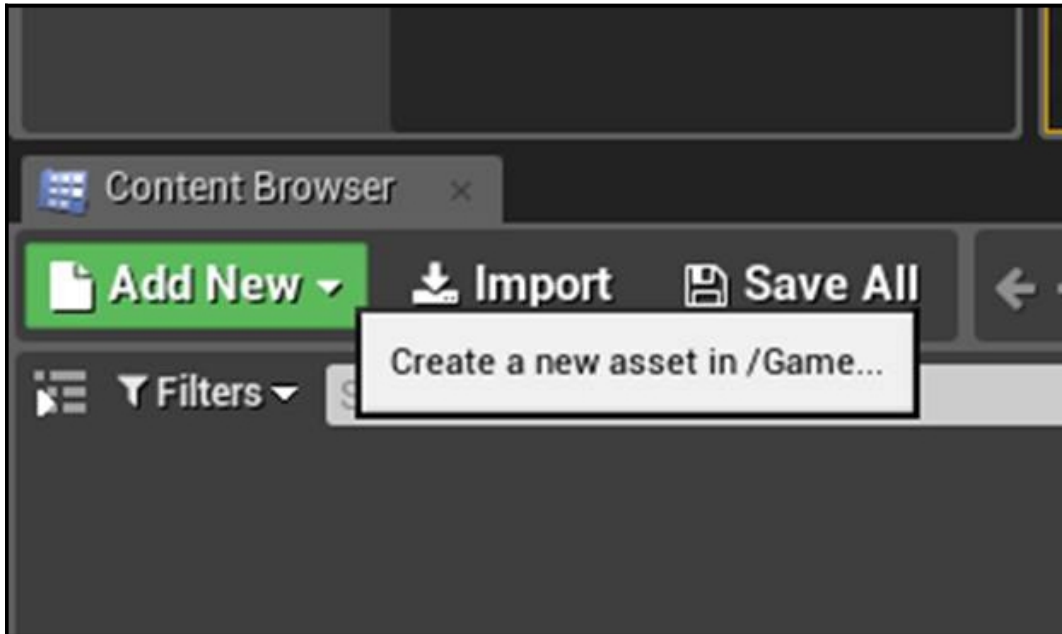 Content Browser
Add New Import Save All
Create a new asset in /Game...
Filters S